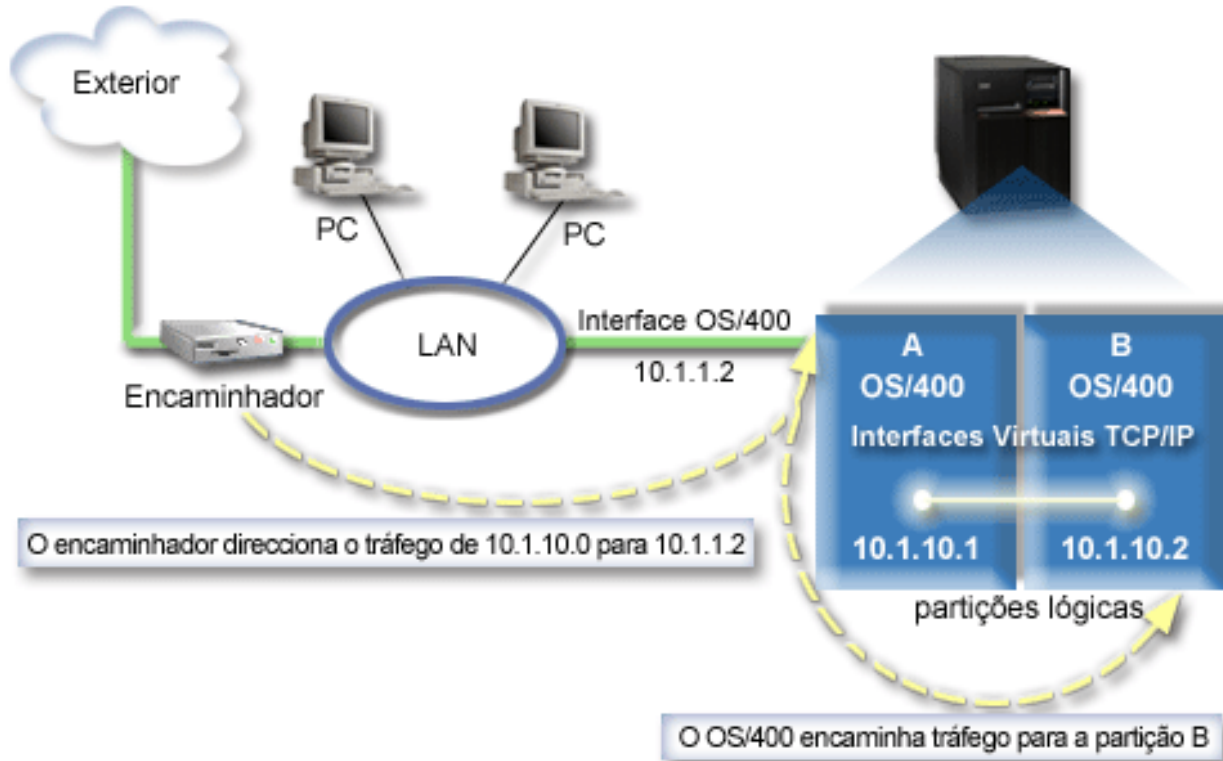 Exterior
PC
PC
LAN
Interface OS/400
10.1.1.2
Encaminhador
A
OS/400
B
OS/400
Interfaces Virtuais TCP/IP
10.1.10.1
10.1.10.2
partições lógicas
O encaminhador direcciona o tráfego de 10.1.10.0 para 10.1.1.2
O OS/400 encaminha tráfego para a partição B